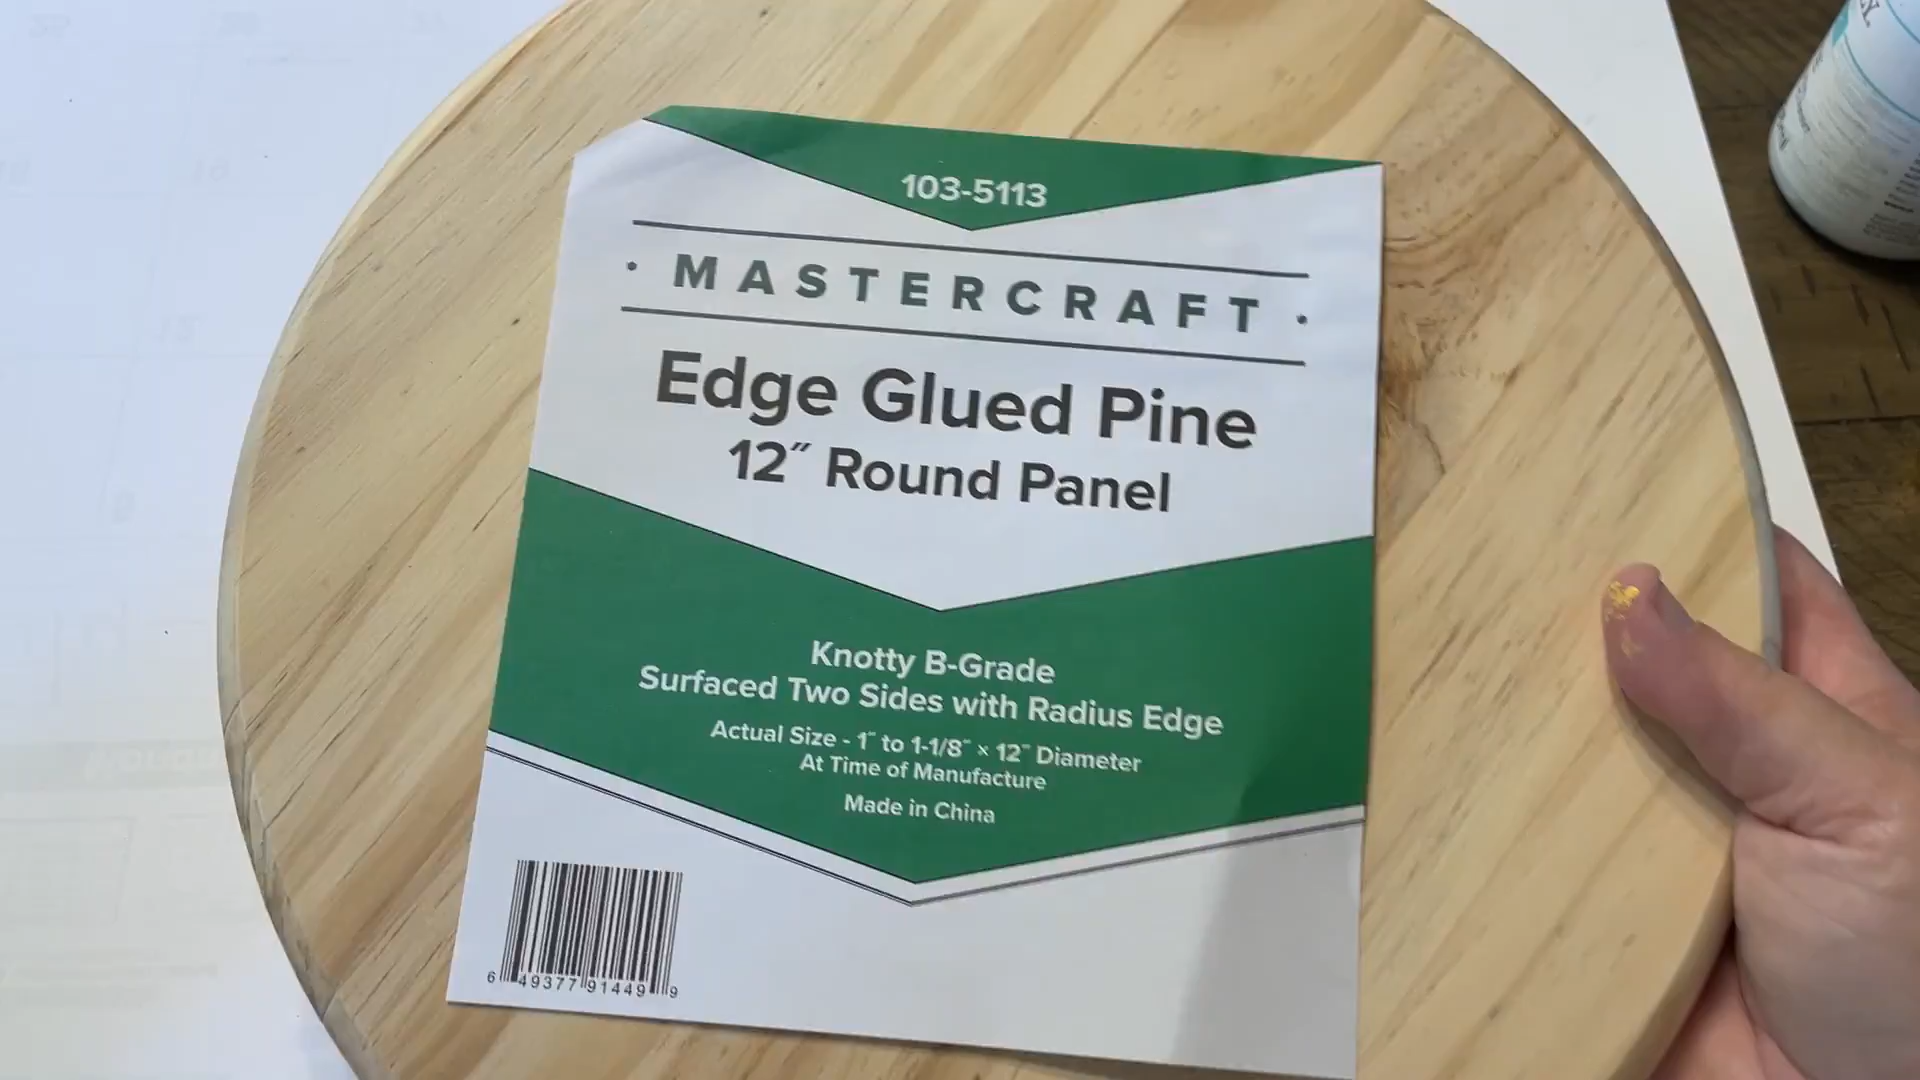 103-5113
· MASTERCRAFT ·
Edge Glued Pine
12″ Round Panel
Knotty B-Grade
Surfaced Two Sides with Radius Edge
Actual Size - 1″ to 1-1/8″ × 12″ Diameter
At Time of Manufacture
Made in China
6 49377 91449 9